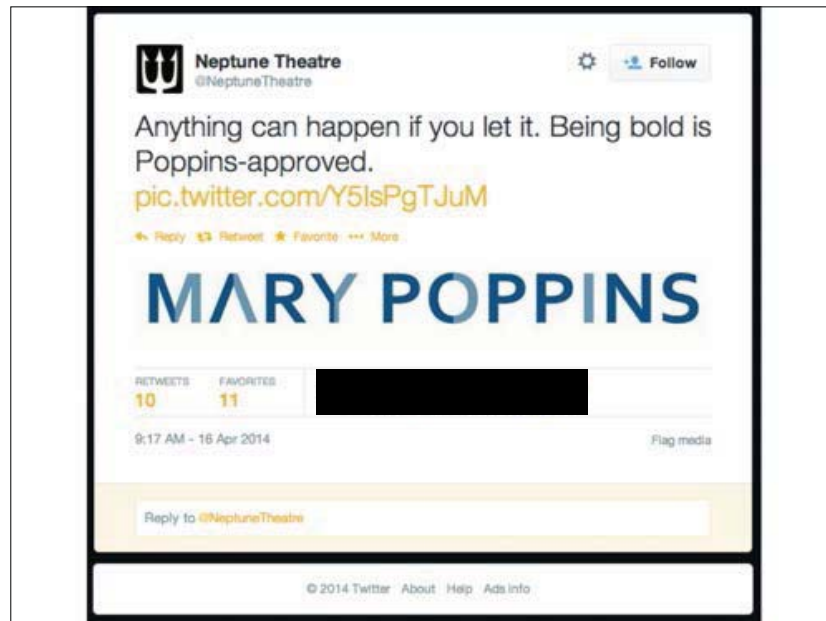 Neptune Theatre
@NeptuneTheatre
Follow
Anything can happen if you let it. Being bold is
Poppins-approved.
pic.twitter.com/Y5IsPgTJuM
Reply Retweet Favorite More
MARY POPPINS
RETWEETS FAVORITES
10 11
9:17 AM - 16 Apr 2014 Flag media
Reply to @NeptuneTheatre
© 2014 Twitter About Help Ads info